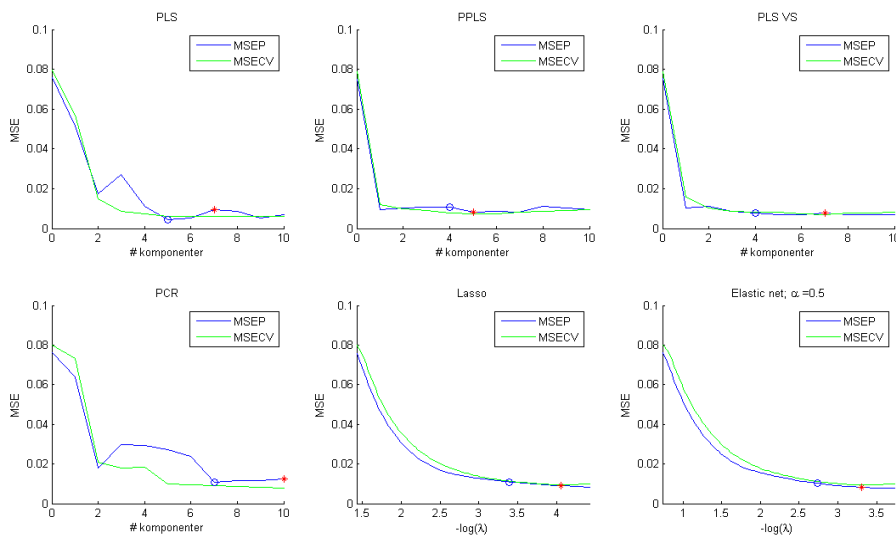 PLS
MSE
0.1
0.08
0.06
0.04
0.02
0
0 2 4 6 8 10
# komponenter
MSEP
MSECV
PPLS
MSE
0.1
0.08
0.06
0.04
0.02
0
0 2 4 6 8 10
# komponenter
MSEP
MSECV
PLS VS
MSE
0.1
0.08
0.06
0.04
0.02
0
0 2 4 6 8 10
# komponenter
MSEP
MSECV
PCR
MSE
0.1
0.08
0.06
0.04
0.02
0
0 2 4 6 8 10
# komponenter
MSEP
MSECV
Lasso
MSE
0.1
0.08
0.06
0.04
0.02
0
1.5 2 2.5 3 3.5 4
-log(λ)
MSEP
MSECV
Elastic net; α =0.5
MSE
0.1
0.08
0.06
0.04
0.02
0
1 1.5 2 2.5 3 3.5
-log(λ)
MSEP
MSECV